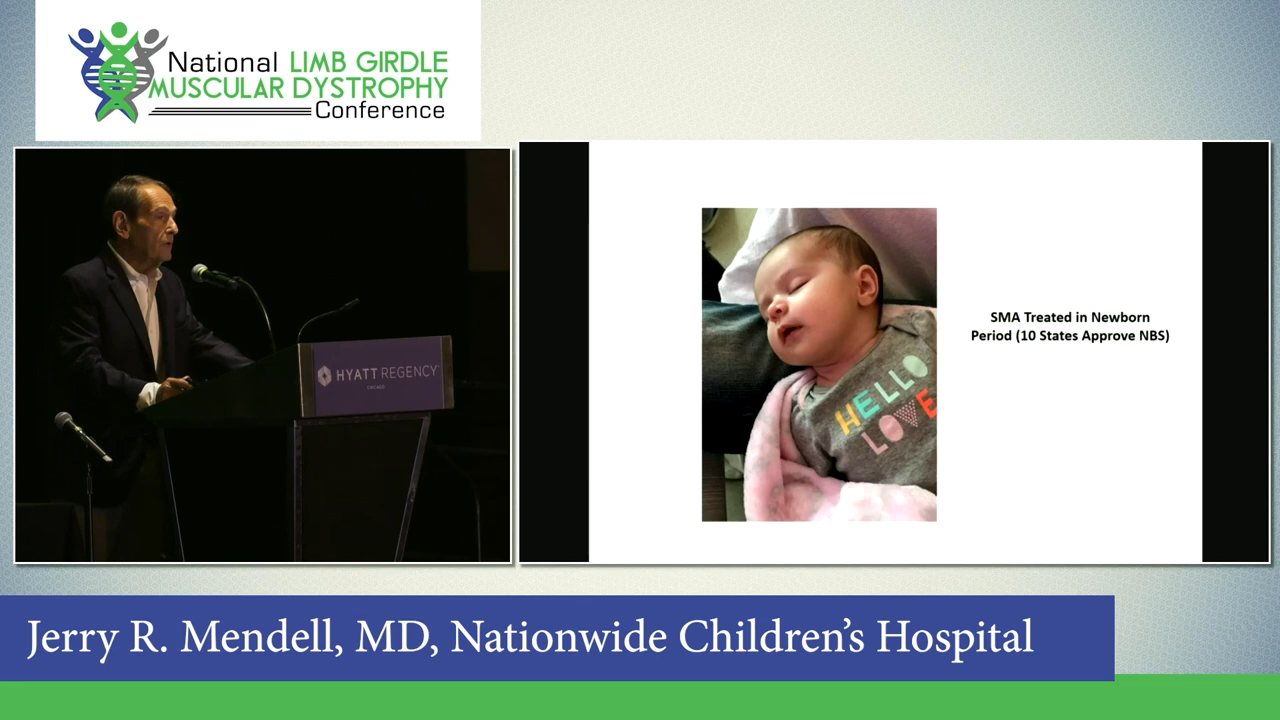 National LIMB GIRDLE
MUSCULAR DYSTROPHY
Conference
HYATT REGENCY
CHICAGO
SMA Treated in Newborn
Period (10 States Approve NBS)
HELLO
LOVE
Jerry R. Mendell, MD, Nationwide Children's Hospital